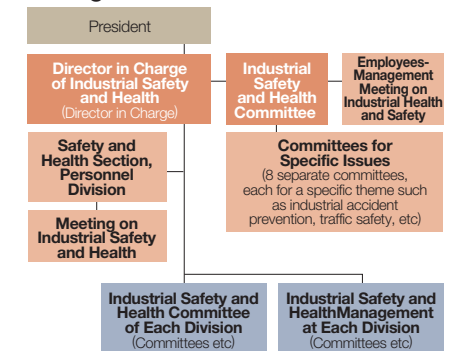 President
Director in Charge
of Industrial Safety
and Health
(Director in Charge)
Industrial
Safety
and Health
Committee
Employees-
Management
Meeting on
Industrial Health
and Safety
Safety and
Health Section,
Personnel
Division
Committees for
Specific Issues
(8 separate committees,
each for a specific theme such
as industrial accident
prevention, traffic safety, etc)
Meeting on
Industrial Safety
and Health
Industrial Safety and
Health Committee
of Each Division
(Committees etc)
Industrial Safety and
HealthManagement
at Each Division
(Committees etc)